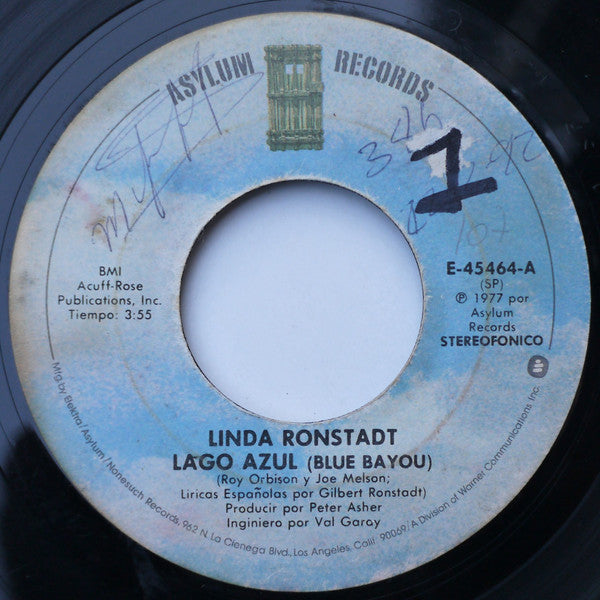 ASYLUM RECORDS
1
BMI
Acuff-Rose
Publications, Inc.
Tiempo: 3:55
E-45464-A
(SP)
℗ 1977 por
Asylum
Records
STEREOFONICO
LINDA RONSTADT
LAGO AZUL (BLUE BAYOU)
(Roy Orbison y Joe Melson;
Liricas Españolas por Gilbert Ronstadt)
Producir por Peter Asher
Inginiero por Val Garay
Mfg by Elektra/Asylum/Nonesuch Records, 962 N. La Cienega Blvd., Los Angeles, Calif. 90069/A Division of Warner Communications Inc.